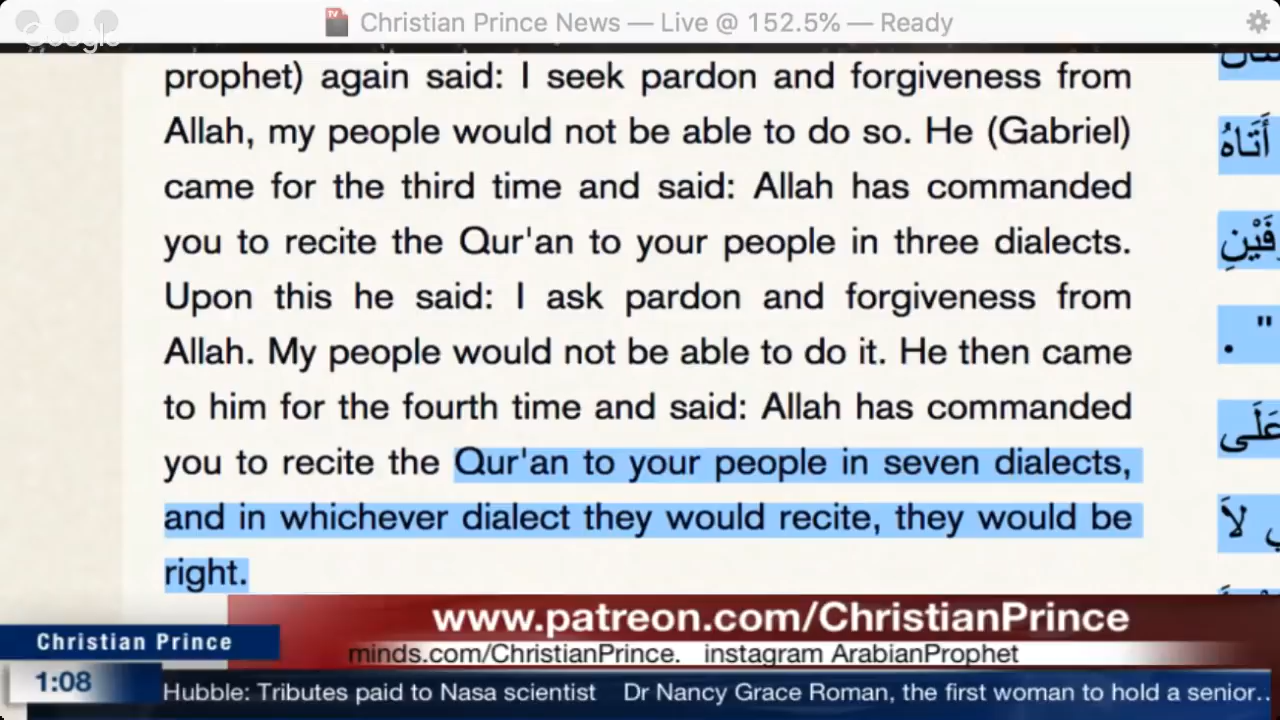 Christian Prince News — Live @ 152.5% — Ready
Google
prophet) again said: I seek pardon and forgiveness from
Allah, my people would not be able to do so. He (Gabriel)
came for the third time and said: Allah has commanded
you to recite the Qur'an to your people in three dialects.
Upon this he said: I ask pardon and forgiveness from
Allah. My people would not be able to do it. He then came
to him for the fourth time and said: Allah has commanded
you to recite the Qur'an to your people in seven dialects,
and in whichever dialect they would recite, they would be
right.
أَتَاهُ
" .
عَلَى
www.patreon.com/ChristianPrince
Christian Prince
minds.com/ChristianPrince. instagram ArabianProphet
1:08
Hubble: Tributes paid to Nasa scientist Dr Nancy Grace Roman, the first woman to hold a senior..